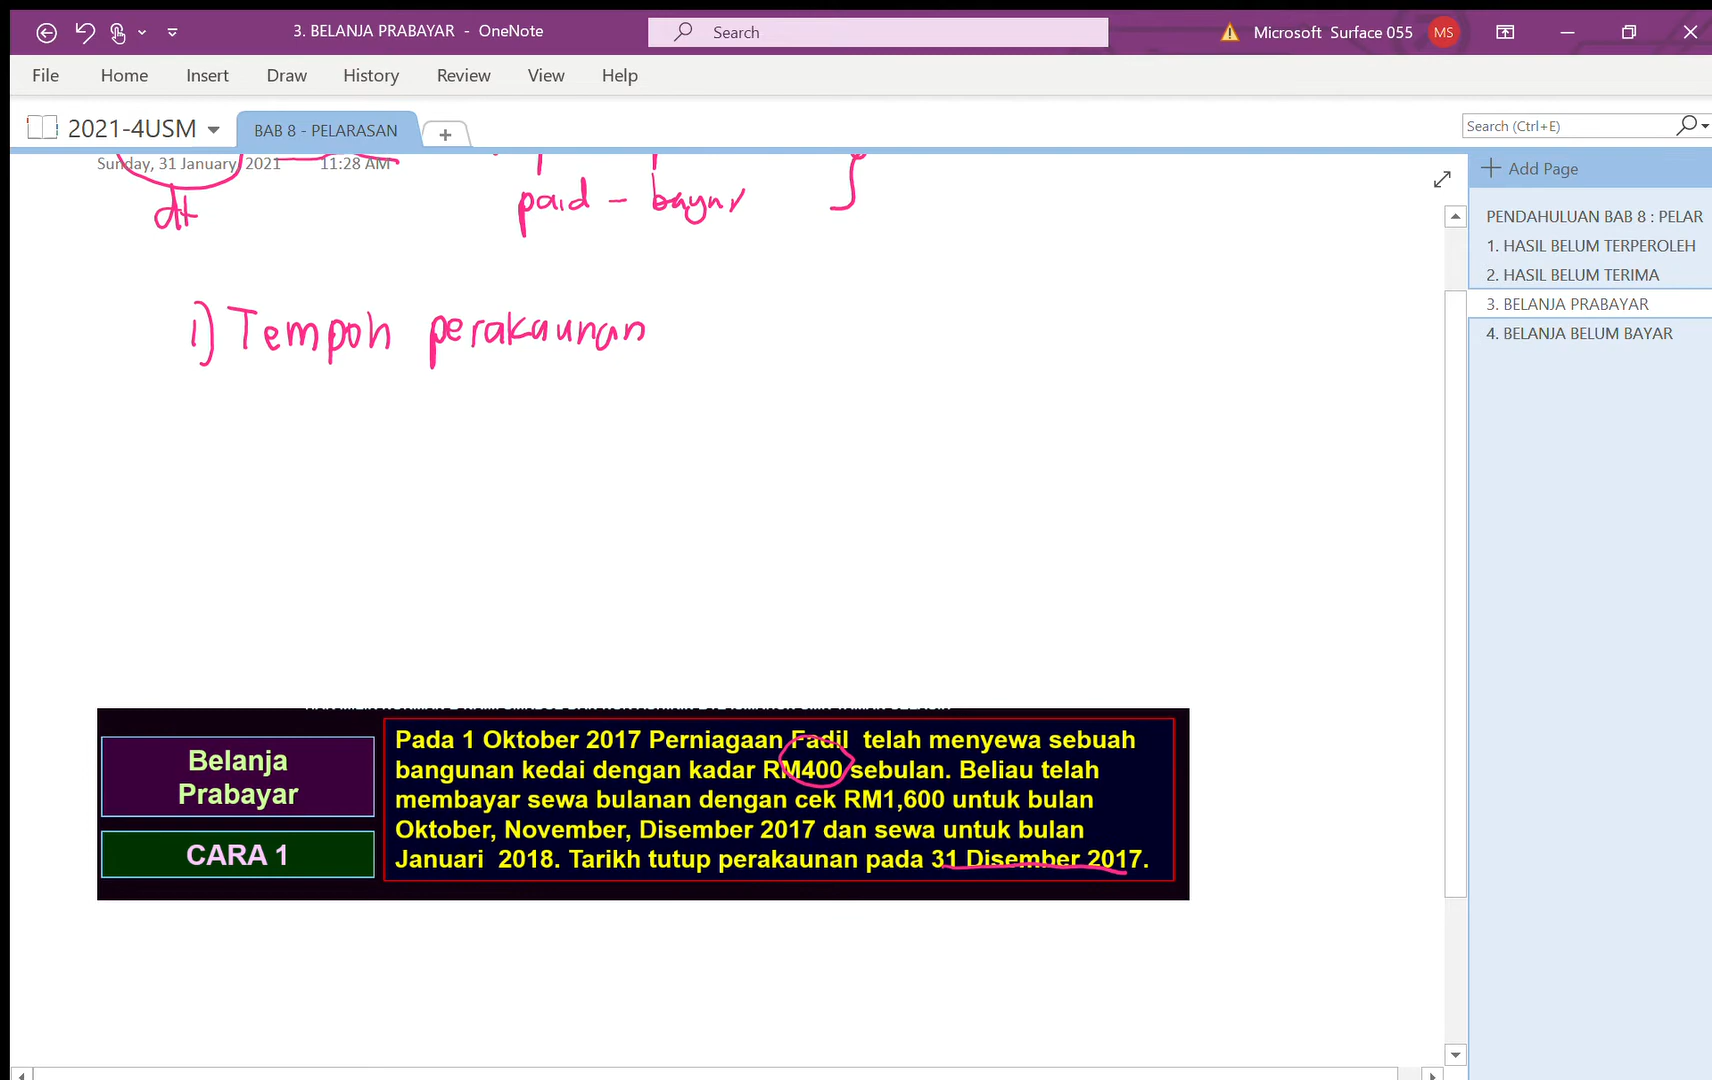 3. BELANJA PRABAYAR - OneNote
Search
Microsoft Surface 055
MS
File Home Insert Draw History Review View Help
2021-4USM
BAB 8 - PELARASAN
+
Search (Ctrl+E)
Sunday, 31 January, 2021 11:28 AM
Add Page
dt
paid - bayar
PENDAHULUAN BAB 8 : PELAR
1. HASIL BELUM TERPEROLEH
2. HASIL BELUM TERIMA
3. BELANJA PRABAYAR
4. BELANJA BELUM BAYAR
1) Tempoh perakaunan
Belanja
Prabayar
CARA 1
Pada 1 Oktober 2017 Perniagaan Fadil telah menyewa sebuah
bangunan kedai dengan kadar RM400 sebulan. Beliau telah
membayar sewa bulanan dengan cek RM1,600 untuk bulan
Oktober, November, Disember 2017 dan sewa untuk bulan
Januari 2018. Tarikh tutup perakaunan pada 31 Disember 2017.